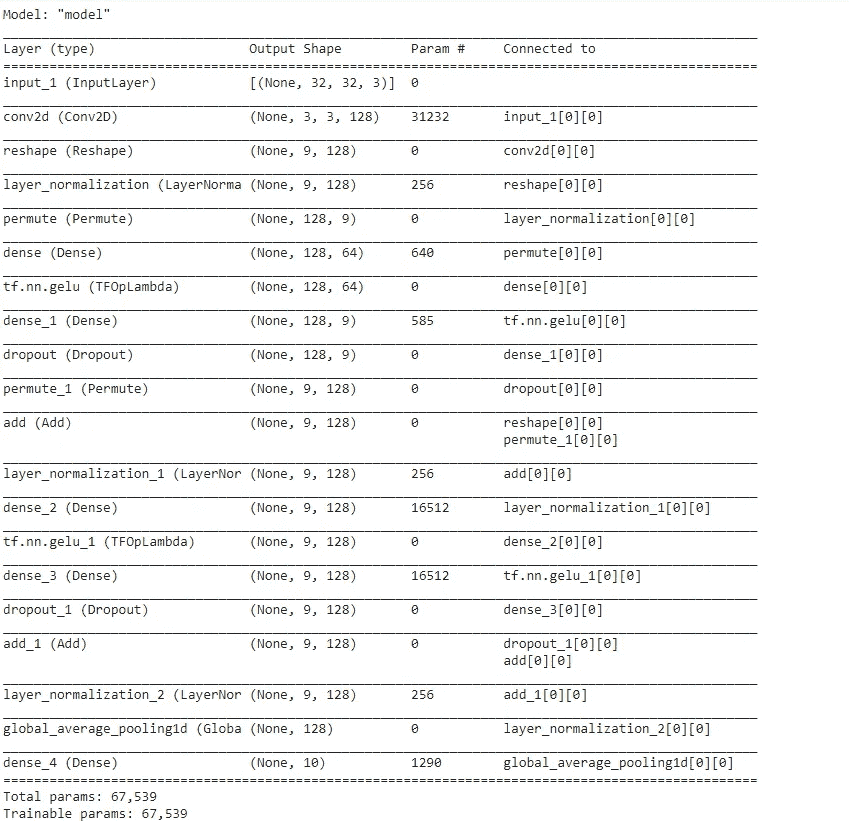 Model: "model"
Layer (type) Output Shape Param # Connected to
input_1 (InputLayer) [(None, 32, 32, 3)] 0
conv2d (Conv2D) (None, 3, 3, 128) 31232 input_1[0][0]
reshape (Reshape) (None, 9, 128) 0 conv2d[0][0]
layer_normalization (LayerNorma (None, 9, 128) 256 reshape[0][0]
permute (Permute) (None, 128, 9) 0 layer_normalization[0][0]
dense (Dense) (None, 128, 64) 640 permute[0][0]
tf.nn.gelu (TFOpLambda) (None, 128, 64) 0 dense[0][0]
dense_1 (Dense) (None, 128, 9) 585 tf.nn.gelu[0][0]
dropout (Dropout) (None, 128, 9) 0 dense_1[0][0]
permute_1 (Permute) (None, 9, 128) 0 dropout[0][0]
add (Add) (None, 9, 128) 0 reshape[0][0]
permute_1[0][0]
layer_normalization_1 (LayerNor (None, 9, 128) 256 add[0][0]
dense_2 (Dense) (None, 9, 128) 16512 layer_normalization_1[0][0]
tf.nn.gelu_1 (TFOpLambda) (None, 9, 128) 0 dense_2[0][0]
dense_3 (Dense) (None, 9, 128) 16512 tf.nn.gelu_1[0][0]
dropout_1 (Dropout) (None, 9, 128) 0 dense_3[0][0]
add_1 (Add) (None, 9, 128) 0 dropout_1[0][0]
add[0][0]
layer_normalization_2 (LayerNor (None, 9, 128) 256 add_1[0][0]
global_average_pooling1d (Globa (None, 128) 0 layer_normalization_2[0][0]
dense_4 (Dense) (None, 10) 1290 global_average_pooling1d[0][0]
Total params: 67,539
Trainable params: 67,539